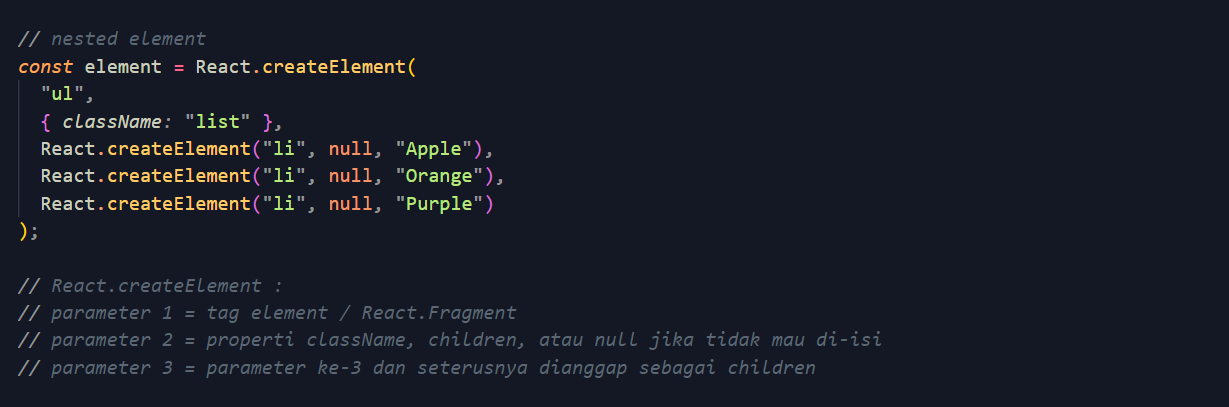 // nested element
const element = React.createElement(
"ul",
{ className: "list" },
React.createElement("li", null, "Apple"),
React.createElement("li", null, "Orange"),
React.createElement("li", null, "Purple")
);
// React.createElement :
// parameter 1 = tag element / React.Fragment
// parameter 2 = properti className, children, atau null jika tidak mau di-isi
// parameter 3 = parameter ke-3 dan seterusnya dianggap sebagai children